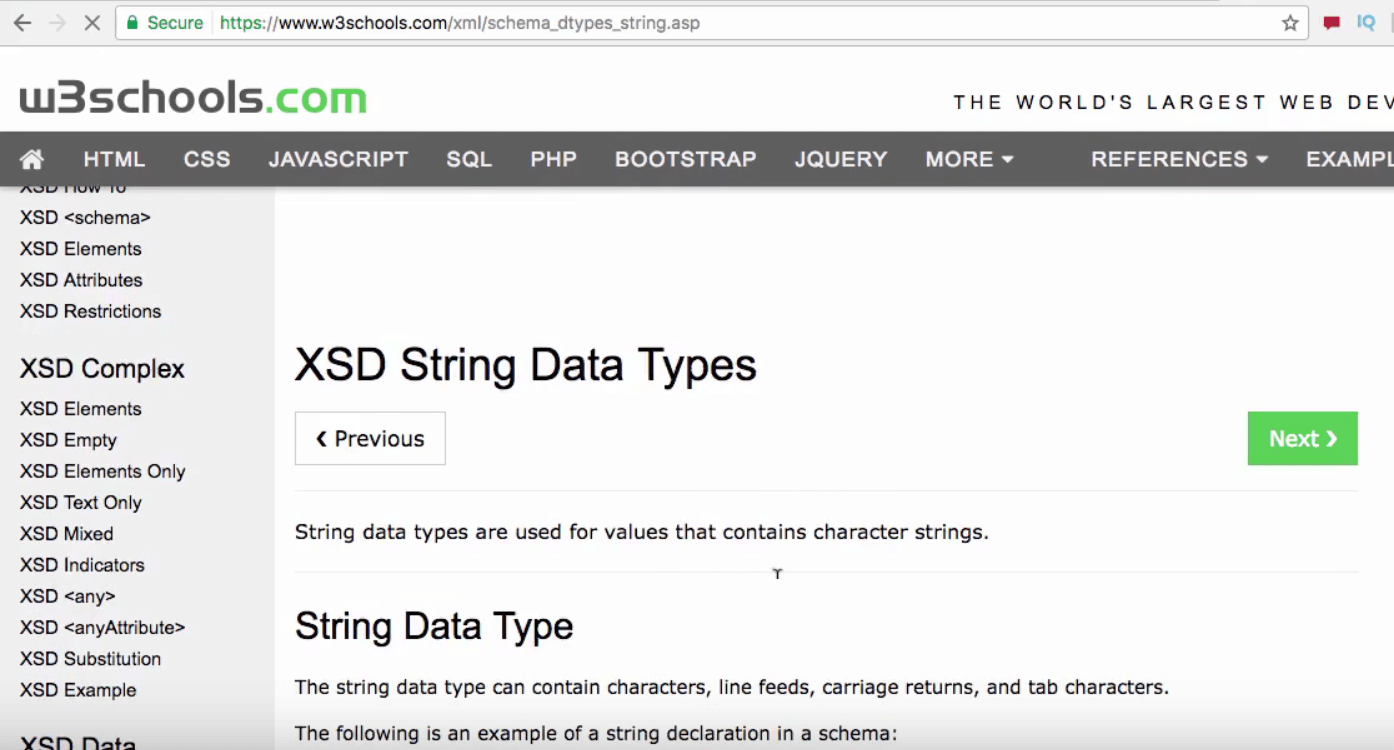 Secure https://www.w3schools.com/xml/schema_dtypes_string.asp
IQ
w3schools.com
THE WORLD'S LARGEST WEB DEV
HTML CSS JAVASCRIPT SQL PHP BOOTSTRAP JQUERY MORE REFERENCES EXAMPL
XSD How To
XSD <schema>
XSD Elements
XSD Attributes
XSD Restrictions
XSD Complex
XSD Elements
XSD Empty
XSD Elements Only
XSD Text Only
XSD Mixed
XSD Indicators
XSD <any>
XSD <anyAttribute>
XSD Substitution
XSD Example
XSD Data
XSD String Data Types
❮ Previous
Next ❯
String data types are used for values that contains character strings.
String Data Type
The string data type can contain characters, line feeds, carriage returns, and tab characters.
The following is an example of a string declaration in a schema: